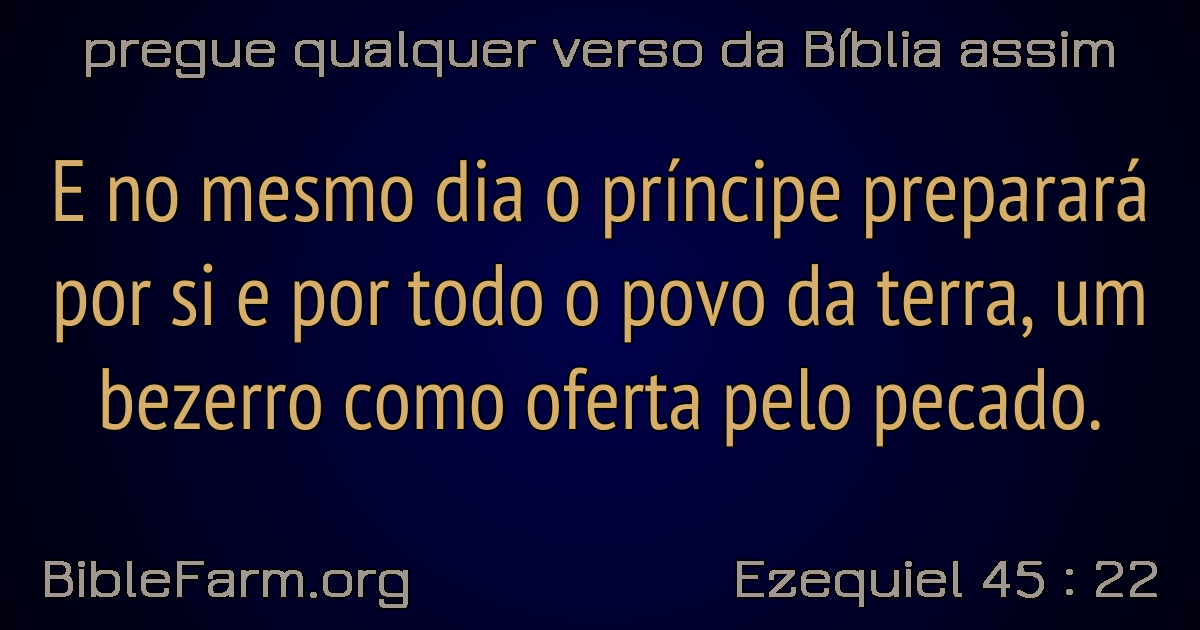 pregue qualquer verso da Bíblia assim
E no mesmo dia o príncipe preparará
por si e por todo o povo da terra, um
bezerro como oferta pelo pecado.
BibleFarm.org
Ezequiel 45 : 22